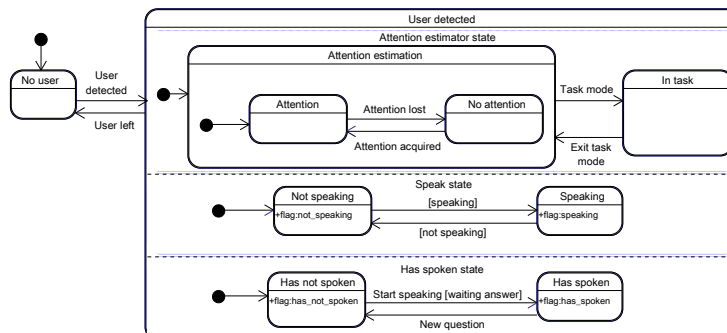 User detected
Attention estimator state
Attention estimation
No user
User
detected
User left
Attention
Attention lost
No attention
Attention acquired
Task mode
In task
Exit task
mode
Speak state
Not speaking
+flag:not_speaking
[speaking]
[not speaking]
Speaking
+flag:speaking
Has spoken state
Has not spoken
+flag:has_not_spoken
Start speaking [waiting answer]
New question
Has spoken
+flag:has_spoken